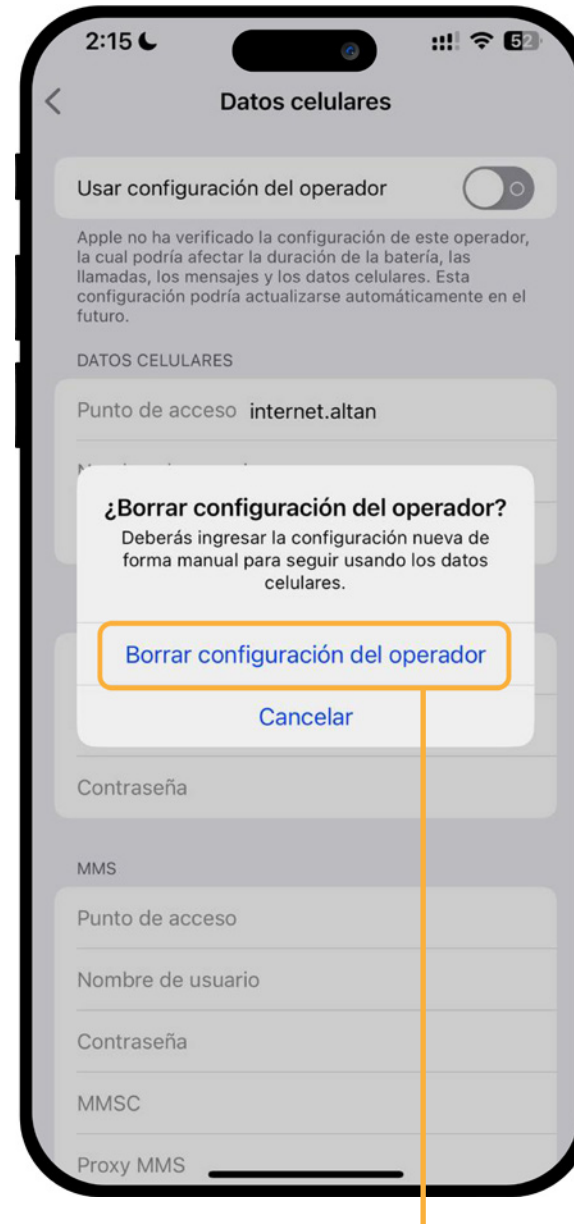 2:15
52
Datos celulares
Usar configuración del operador
Apple no ha verificado la configuración de este operador,
la cual podría afectar la duración de la batería, las
llamadas, los mensajes y los datos celulares. Esta
configuración podría actualizarse automáticamente en el
futuro.
DATOS CELULARES
Punto de acceso internet.altan
¿Borrar configuración del operador?
Deberás ingresar la configuración nueva de
forma manual para seguir usando los datos
celulares.
Borrar configuración del operador
Cancelar
Contraseña
MMS
Punto de acceso
Nombre de usuario
Contraseña
MMSC
Proxy MMS